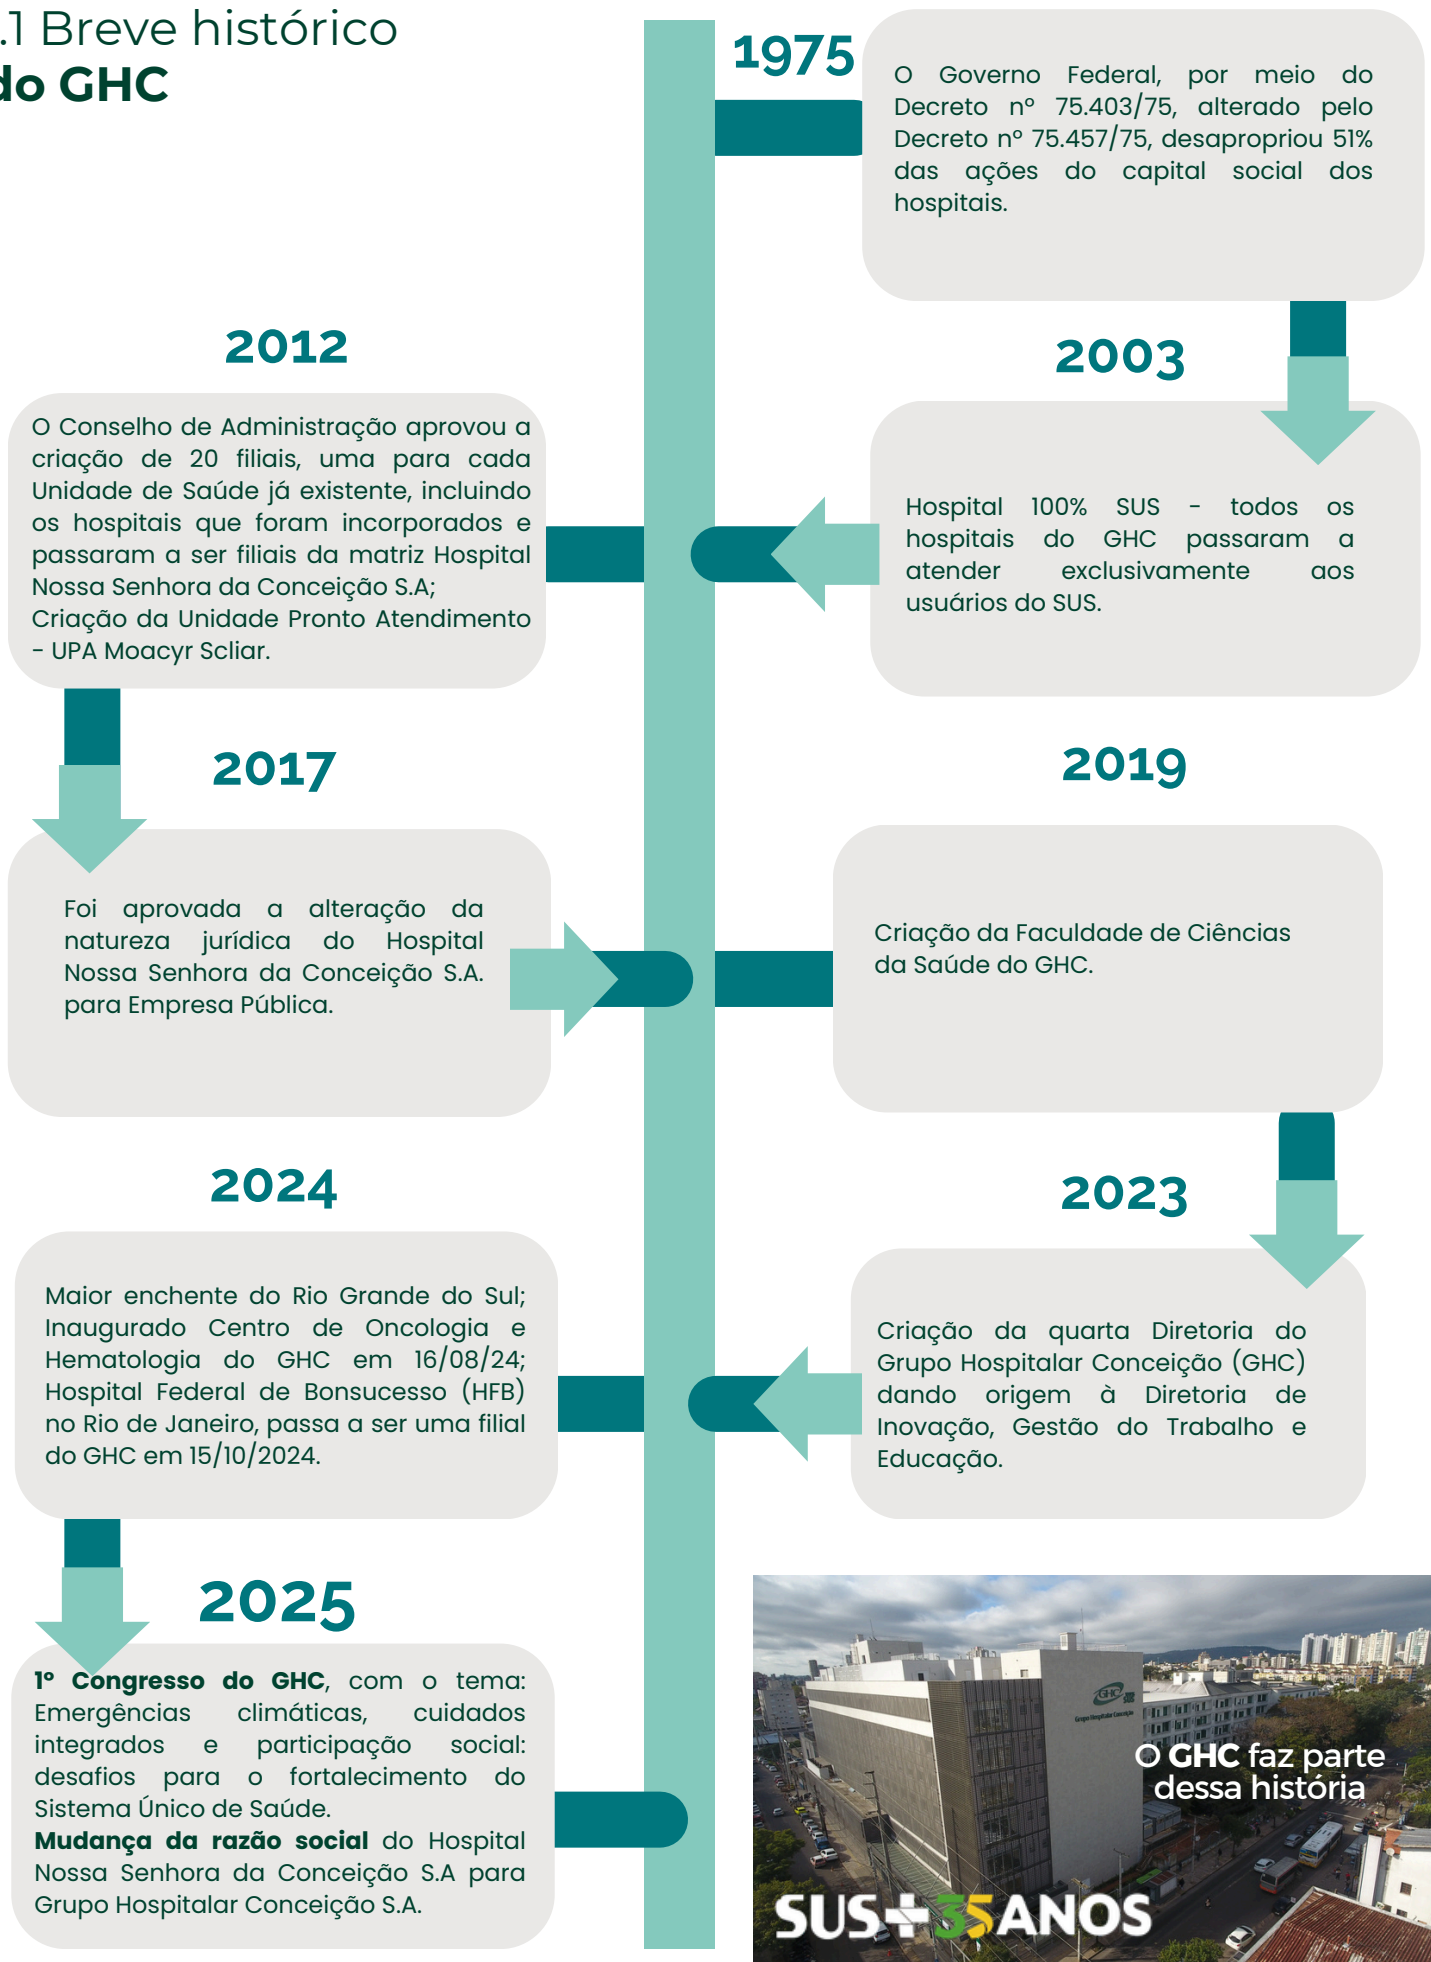 .1 Breve histórico
do GHC
1975
O Governo Federal, por meio do
Decreto nº 75.403/75, alterado pelo
Decreto nº 75.457/75, desapropriou 51%
das ações do capital social dos
hospitais.
2003
Hospital 100% SUS - todos os
hospitais do GHC passaram a
atender exclusivamente aos
usuários do SUS.
2012
O Conselho de Administração aprovou a
criação de 20 filiais, uma para cada
Unidade de Saúde já existente, incluindo
os hospitais que foram incorporados e
passaram a ser filiais da matriz Hospital
Nossa Senhora da Conceição S.A;
Criação da Unidade Pronto Atendimento
- UPA Moacyr Scliar.
2017
Foi aprovada a alteração da
natureza jurídica do Hospital
Nossa Senhora da Conceição S.A.
para Empresa Pública.
2019
Criação da Faculdade de Ciências
da Saúde do GHC.
2023
Criação da quarta Diretoria do
Grupo Hospitalar Conceição (GHC)
dando origem à Diretoria de
Inovação, Gestão do Trabalho e
Educação.
2024
Maior enchente do Rio Grande do Sul;
Inaugurado Centro de Oncologia e
Hematologia do GHC em 16/08/24;
Hospital Federal de Bonsucesso (HFB)
no Rio de Janeiro, passa a ser uma filial
do GHC em 15/10/2024.
2025
1º Congresso do GHC, com o tema:
Emergências climáticas, cuidados
integrados e participação social:
desafios para o fortalecimento do
Sistema Único de Saúde.
Mudança da razão social do Hospital
Nossa Senhora da Conceição S.A para
Grupo Hospitalar Conceição S.A.
GHC
Grupo Hospitalar Conceição
O GHC faz parte
dessa história
SUS+35ANOS